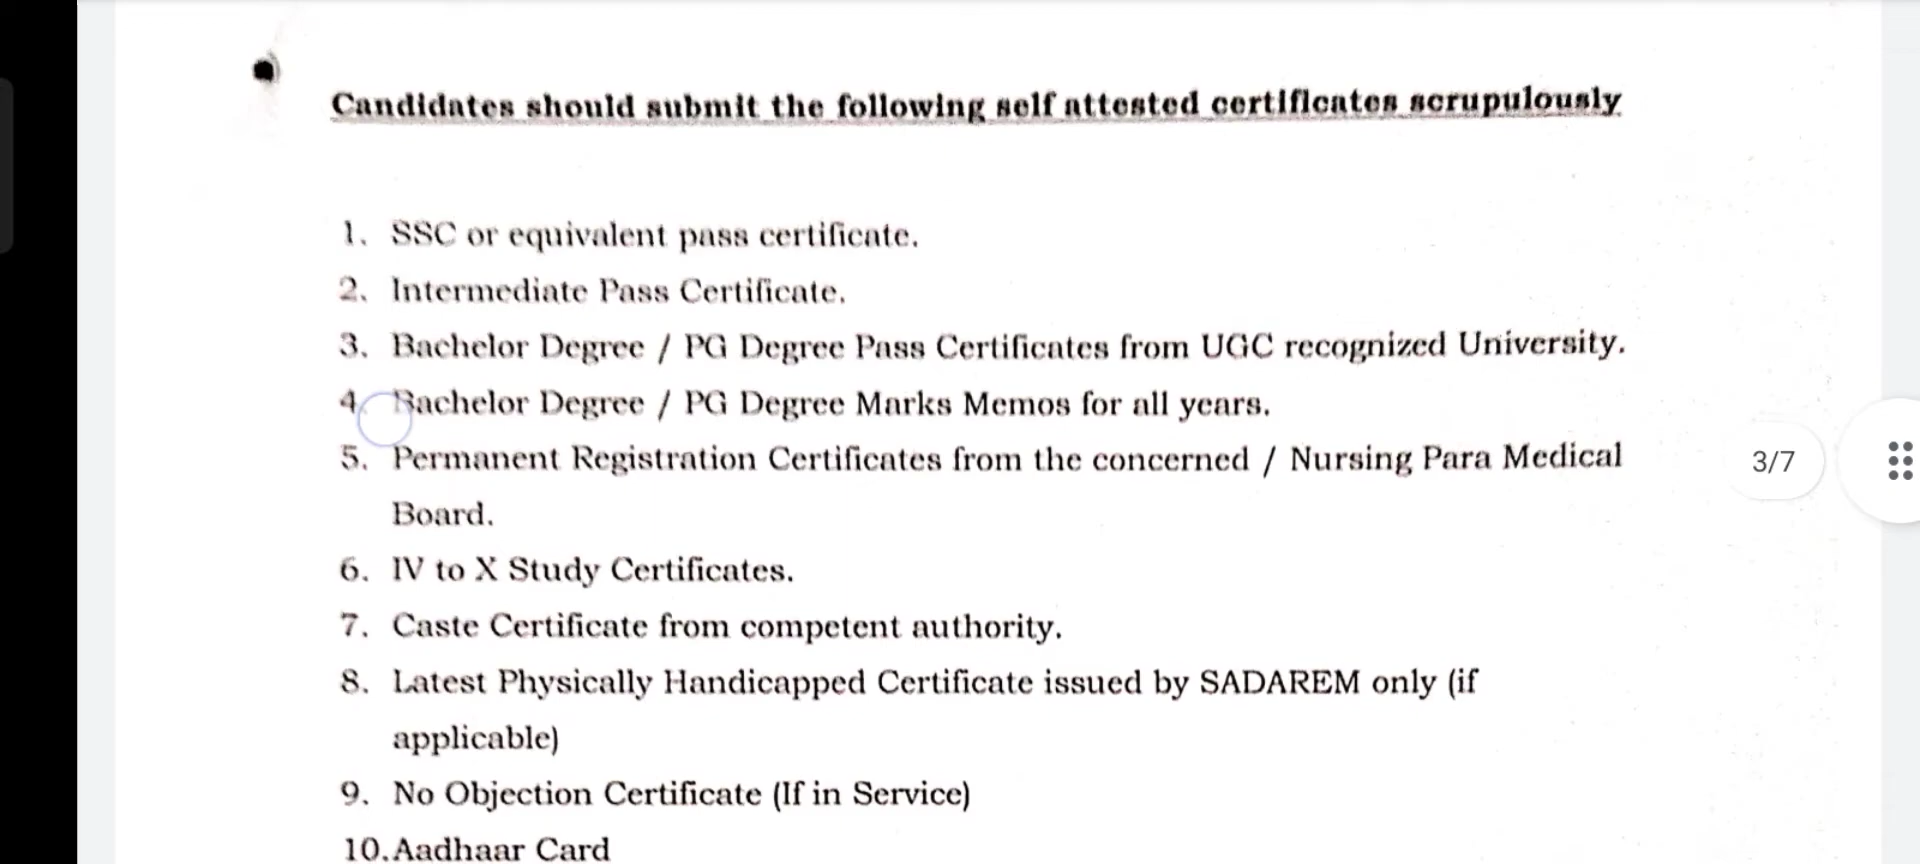 Candidates should submit the following self attested certificates scrupulously
1. SSC or equivalent pass certificate.
2. Intermediate Pass Certificate.
3. Bachelor Degree / PG Degree Pass Certificates from UGC recognized University.
4. Bachelor Degree / PG Degree Marks Memos for all years.
5. Permanent Registration Certificates from the concerned / Nursing Para Medical
Board.
3/7
6. IV to X Study Certificates.
7. Caste Certificate from competent authority.
8. Latest Physically Handicapped Certificate issued by SADAREM only (if
applicable)
9. No Objection Certificate (If in Service)
10. Aadhaar Card